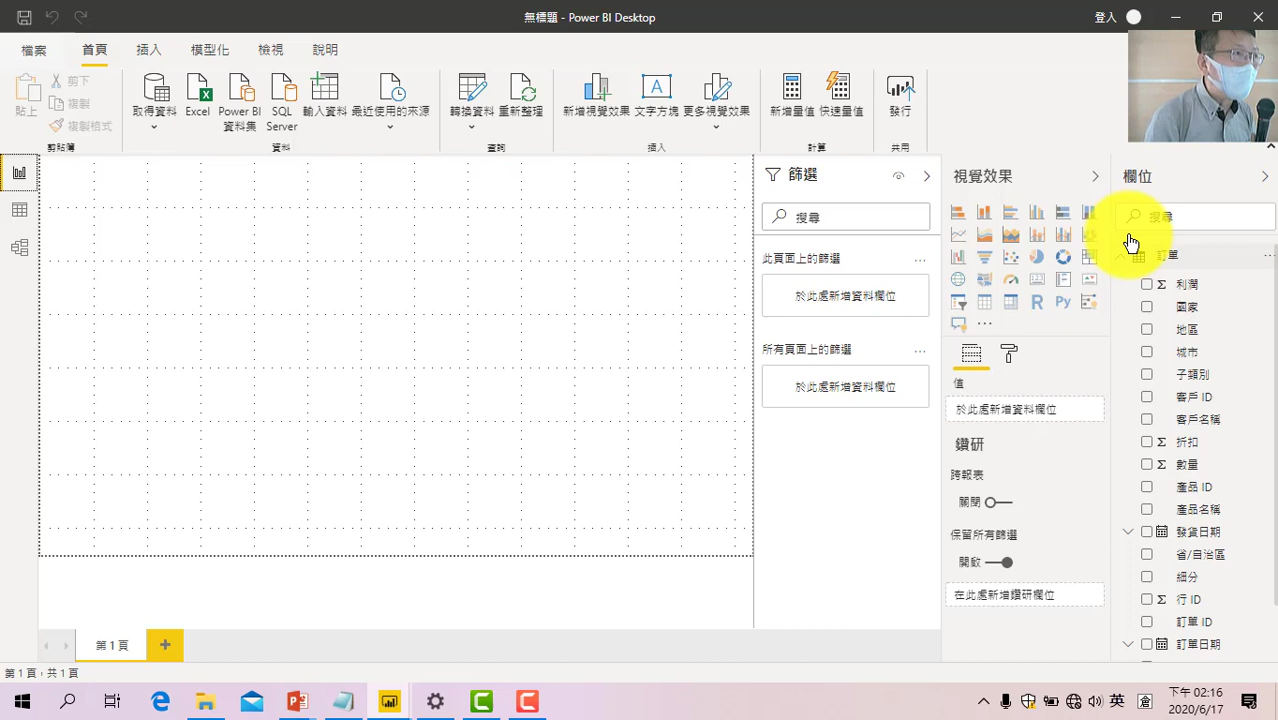 無標題 - Power BI Desktop
登入
檔案
首頁
插入
模型化
檢視
說明
貼上
剪下
複製
複製格式
剪貼簿
取得資料
Excel
Power BI
資料集
SQL
Server
輸入資料
最近使用的來源
資料
轉換資料
重新整理
查詢
新增視覺效果
文字方塊
更多視覺效果
插入
新增量值
快速量值
計算
發行
共用
篩選
搜尋
此頁面上的篩選
於此處新增資料欄位
所有頁面上的篩選
於此處新增資料欄位
視覺效果
R
Py
值
於此處新增資料欄位
鑽研
跨報表
關閉
保留所有篩選
開啟
在此處新增鑽研欄位
欄位
搜尋
訂單
利潤
國家
地區
城市
子類別
客戶 ID
客戶名稱
折扣
數量
產品 ID
產品名稱
發貨日期
省/自治區
細分
行 ID
訂單 ID
訂單日期
第 1 頁
第 1 頁,共 1 頁
英
倉
下午 02:16
2020/6/17